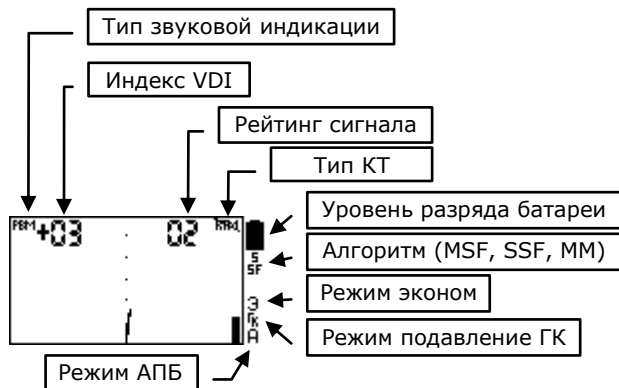 Тип звуковой индикации
Индекс VDI
Рейтинг сигнала
Тип КТ
Уровень разряда батареи
Алгоритм (MSF, SSF, MM)
Режим эконом
Режим подавление ГК
Режим АПБ
PBM +03 02
S
SF
Э
ГК
A